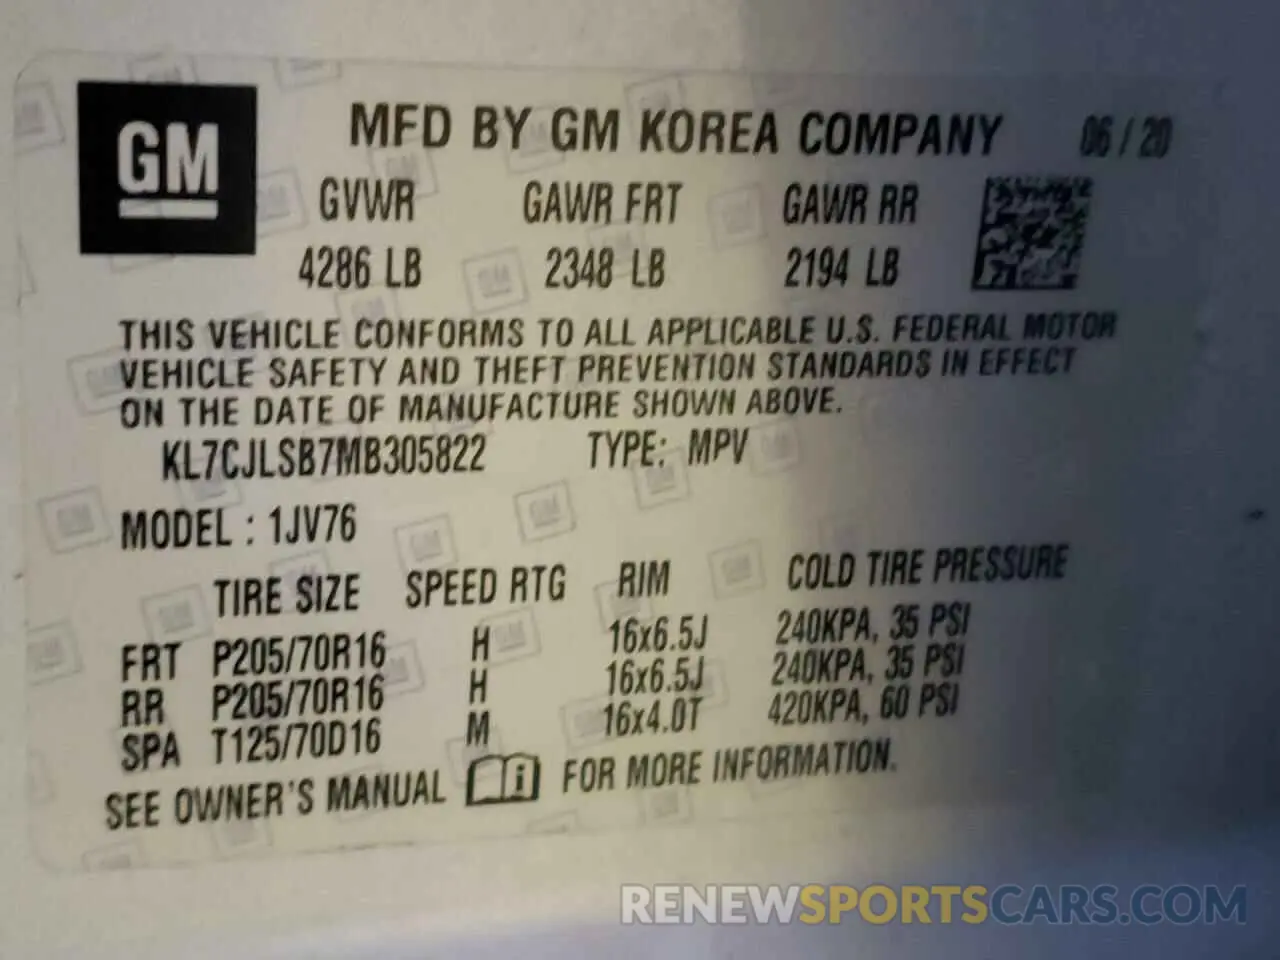 GM
MFD BY GM KOREA COMPANY 06 / 20
GVWR GAWR FRT GAWR RR
4286 LB 2348 LB 2194 LB
THIS VEHICLE CONFORMS TO ALL APPLICABLE U.S. FEDERAL MOTOR
VEHICLE SAFETY AND THEFT PREVENTION STANDARDS IN EFFECT
ON THE DATE OF MANUFACTURE SHOWN ABOVE.
KL7CJLSB7MB305822 TYPE: MPV
MODEL : 1JV76
TIRE SIZE SPEED RTG RIM COLD TIRE PRESSURE
FRT P205/70R16 H 16x6.5J 240KPA, 35 PSI
RR P205/70R16 H 16x6.5J 240KPA, 35 PSI
SPA T125/70D16 M 16x4.0T 420KPA, 60 PSI
SEE OWNER'S MANUAL FOR MORE INFORMATION.
RENEWSPORTSCARS.COM